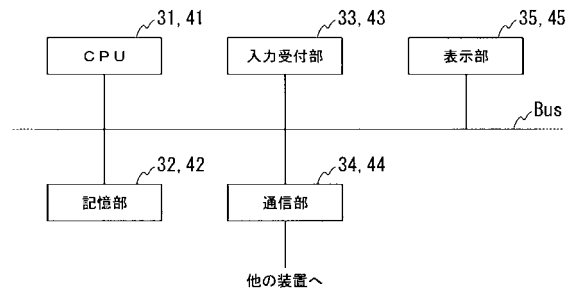 31, 41
33, 43
35, 45
CPU
入力受付部
表示部
Bus
32, 42
34, 44
記憶部
通信部
他の装置へ